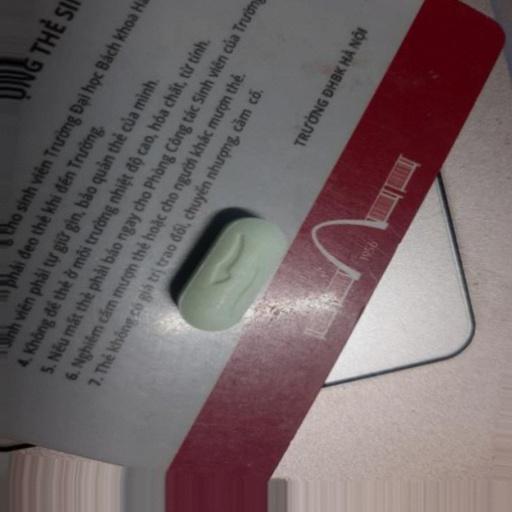 ỤNG THẺ SI
cho sinh viên Trường Đại học Bách Khoa Hà
phải đeo thẻ khi đến Trường.
Sinh viên phải tự giữ gìn, bảo quản thẻ của mình.
4. Không để thẻ ở môi trường nhiệt độ cao, hóa chất, từ tính.
5. Nếu mất thẻ phải báo ngay cho Phòng Công tác Sinh viên của Trường
6. Nghiêm cấm mượn thẻ hoặc cho người khác mượn thẻ.
7. Thẻ không có giá trị trao đổi, chuyển nhượng, cầm cố.
TRƯỜNG ĐHBK HÀ NỘI
1956